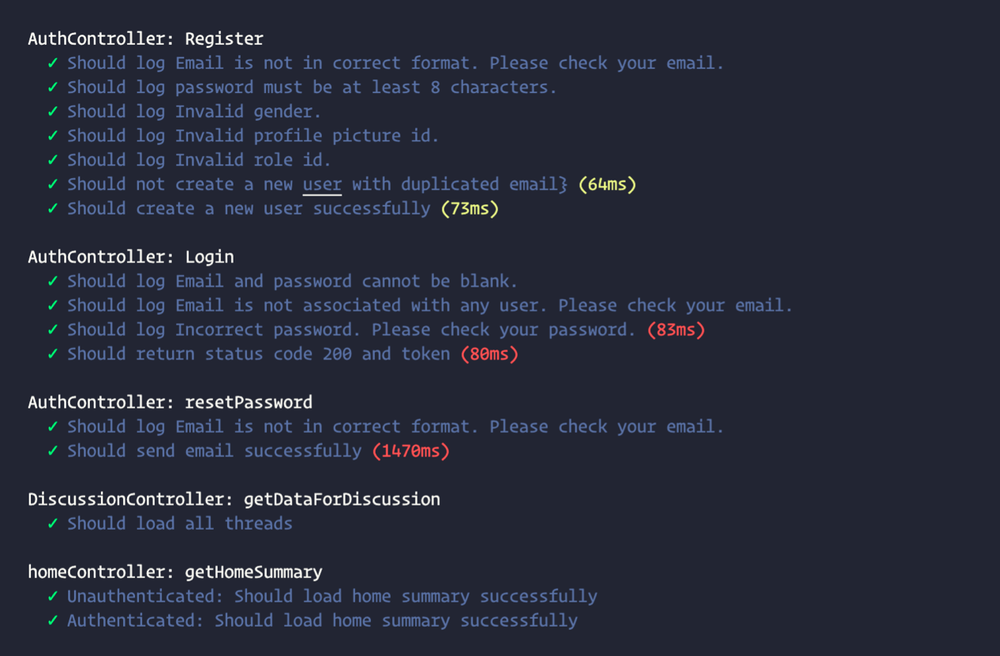 AuthController: Register
✓ Should log Email is not in correct format. Please check your email.
✓ Should log password must be at least 8 characters.
✓ Should log Invalid gender.
✓ Should log Invalid profile picture id.
✓ Should log Invalid role id.
✓ Should not create a new user with duplicated email} (64ms)
✓ Should create a new user successfully (73ms)
AuthController: Login
✓ Should log Email and password cannot be blank.
✓ Should log Email is not associated with any user. Please check your email.
✓ Should log Incorrect password. Please check your password. (83ms)
✓ Should return status code 200 and token (80ms)
AuthController: resetPassword
✓ Should log Email is not in correct format. Please check your email.
✓ Should send email successfully (1470ms)
DiscussionController: getDataForDiscussion
✓ Should load all threads
homeController: getHomeSummary
✓ Unauthenticated: Should load home summary successfully
✓ Authenticated: Should load home summary successfully